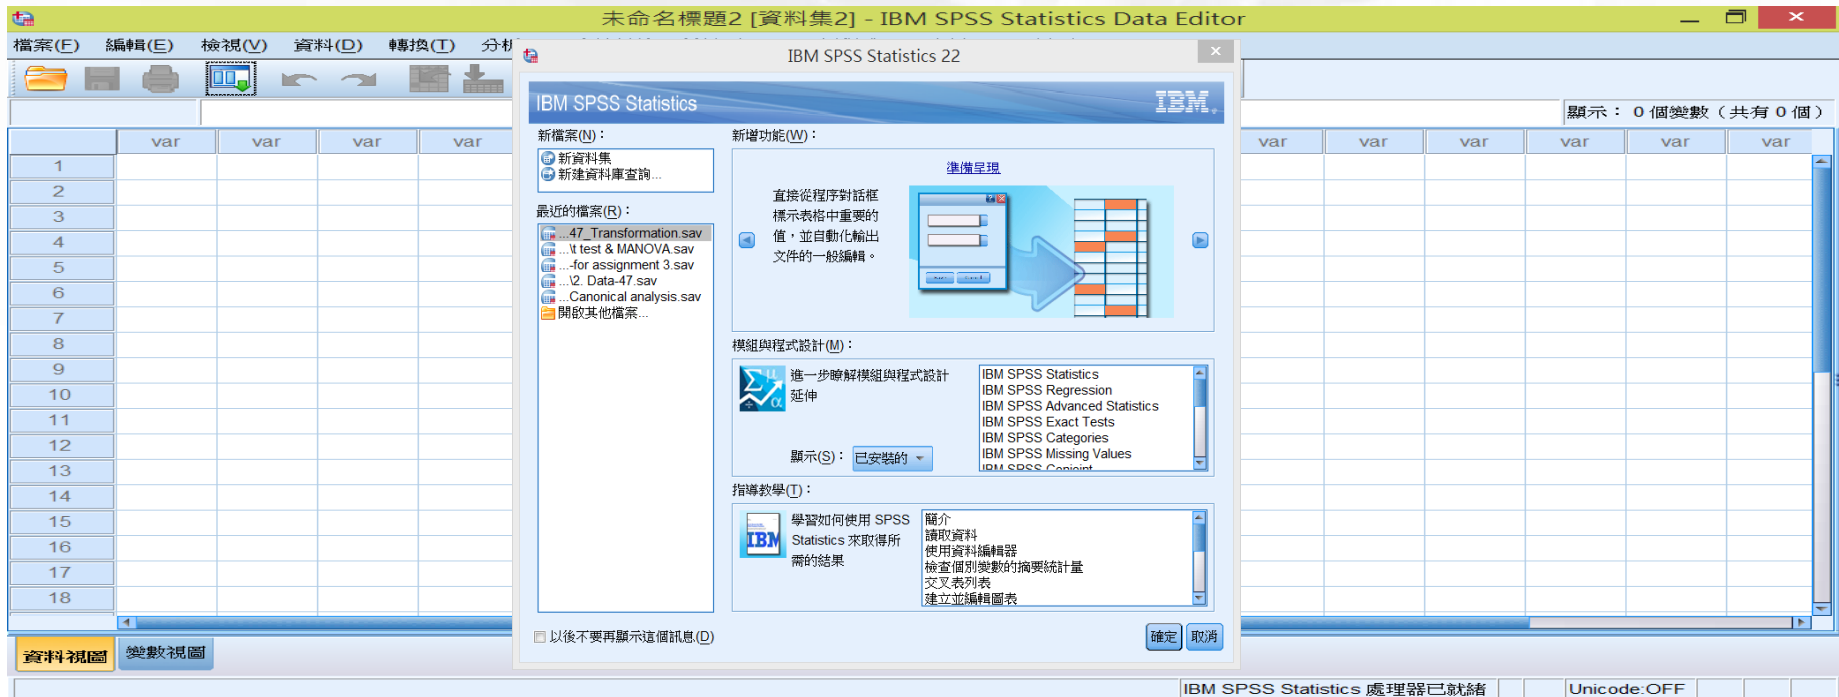 未命名標題2 [資料集2] - IBM SPSS Statistics Data Editor
檔案(F) 編輯(E) 檢視(V) 資料(D) 轉換(T)
IBM SPSS Statistics 22
IBM SPSS Statistics
IBM
顯示： 0 個變數 (共有 0 個)
var var var var var var var var var var
1
2
3
4
5
6
7
8
9
10
11
12
13
14
15
16
17
18
新檔案(N)：
新資料集
新建資料庫查詢...
最近的檔案(R)：
...47_Transformation.sav
...\t test & MANOVA.sav
...-for assignment 3.sav
...\2. Data-47.sav
...Canonical analysis.sav
開啟其他檔案...
新增功能(W)：
準備呈現
直接從程序對話框
標示表格中重要的
值，並自動化輸出
文件的一般編輯。
模組與程式設計(M)：
進一步瞭解模組與程式設計
延伸
顯示(S)： 已安裝的
IBM SPSS Statistics
IBM SPSS Regression
IBM SPSS Advanced Statistics
IBM SPSS Exact Tests
IBM SPSS Categories
IBM SPSS Missing Values
IBM SPSS Conjoint
指導教學(T)：
IBM
學習如何使用 SPSS
Statistics 來取得所
需的結果
簡介
讀取資料
使用資料編輯器
檢查個別變數的摘要統計量
交叉表列表
建立並編輯圖表
以後不要再顯示這個訊息(D)
確定 取消
資料視圖 變數視圖
IBM SPSS Statistics 處理器已就緒 Unicode:OFF